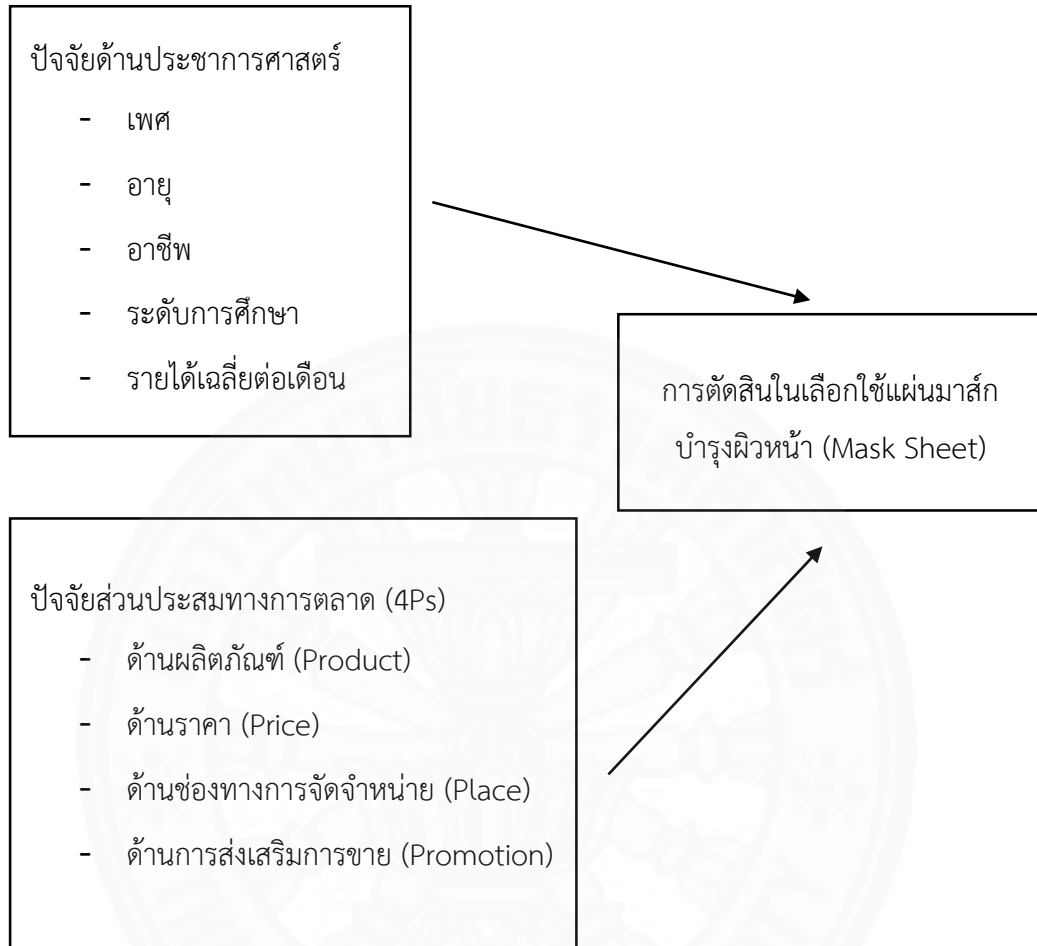 ปัจจัยด้านประชาการศาสตร์
- เพศ
- อายุ
- อาชีพ
- ระดับการศึกษา
- รายได้เฉลี่ยต่อเดือน
การตัดสินในเลือกใช้แผ่นมาส์ก
บำรุงผิวหน้า (Mask Sheet)
ปัจจัยส่วนประสมทางการตลาด (4Ps)
- ด้านผลิตภัณฑ์ (Product)
- ด้านราคา (Price)
- ด้านช่องทางการจัดจำหน่าย (Place)
- ด้านการส่งเสริมการขาย (Promotion)